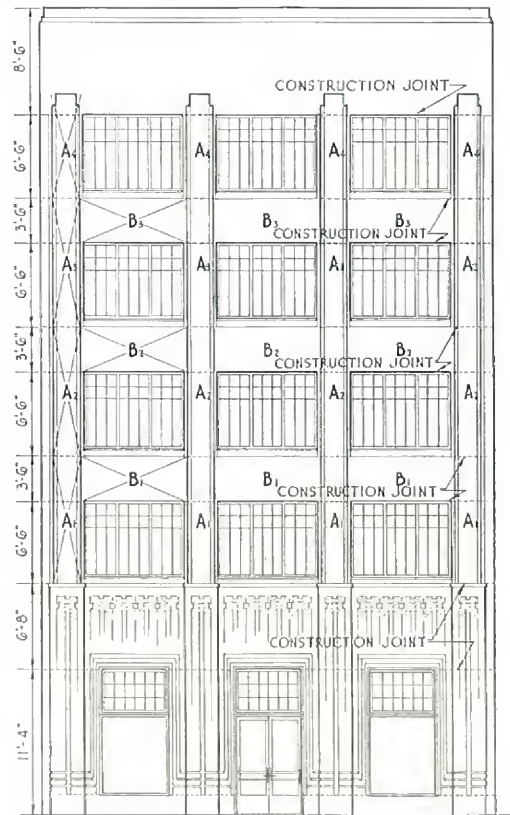 8'-6"
CONSTRUCTION JOINT
6'-6"
A4 A4 A4 A4
3'-6"
B3 B3 B3
CONSTRUCTION JOINT
6'-6"
A3 A3 A3 A3
3'-6"
B2 B2 B2
CONSTRUCTION JOINT
6'-6"
A2 A2 A2 A2
3'-6"
B1 B1 B1
CONSTRUCTION JOINT
6'-6"
A1 A1 A1 A1
6'-8"
CONSTRUCTION JOINT
11'-4"